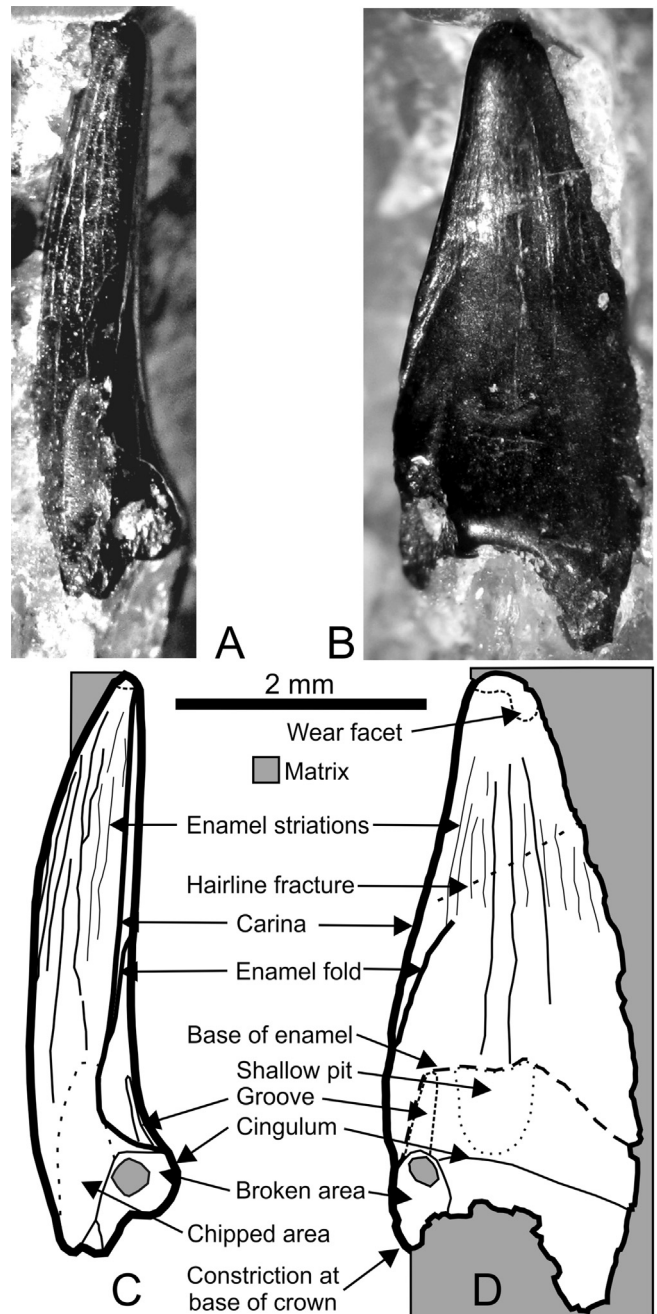 A
B
2 mm
Wear facet
Matrix
Enamel striations
Hairline fracture
Carina
Enamel fold
Base of enamel
Shallow pit
Groove
Cingulum
Broken area
Chipped area
C
Constriction at
base of crown
D